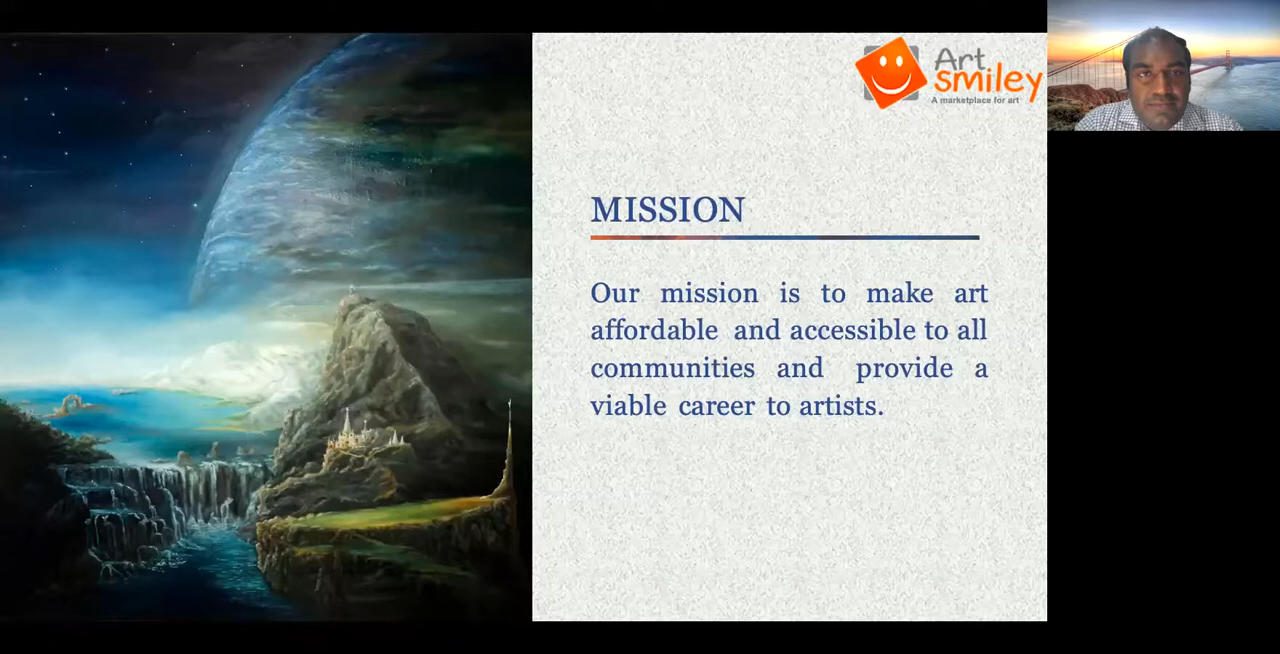 Art
smiley
A marketplace for art
MISSION
Our mission is to make art
affordable and accessible to all
communities and provide a
viable career to artists.